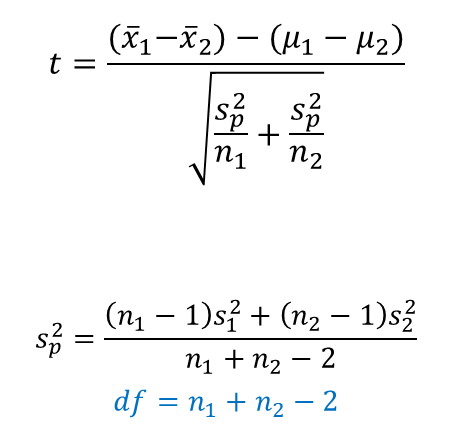 t = ((x̄₁−x̄₂) − (μ₁ − μ₂)) / √(s_p²/n₁ + s_p²/n₂)
s_p² = ((n₁ − 1)s₁² + (n₂ − 1)s₂²) / (n₁ + n₂ − 2)
df = n₁ + n₂ − 2